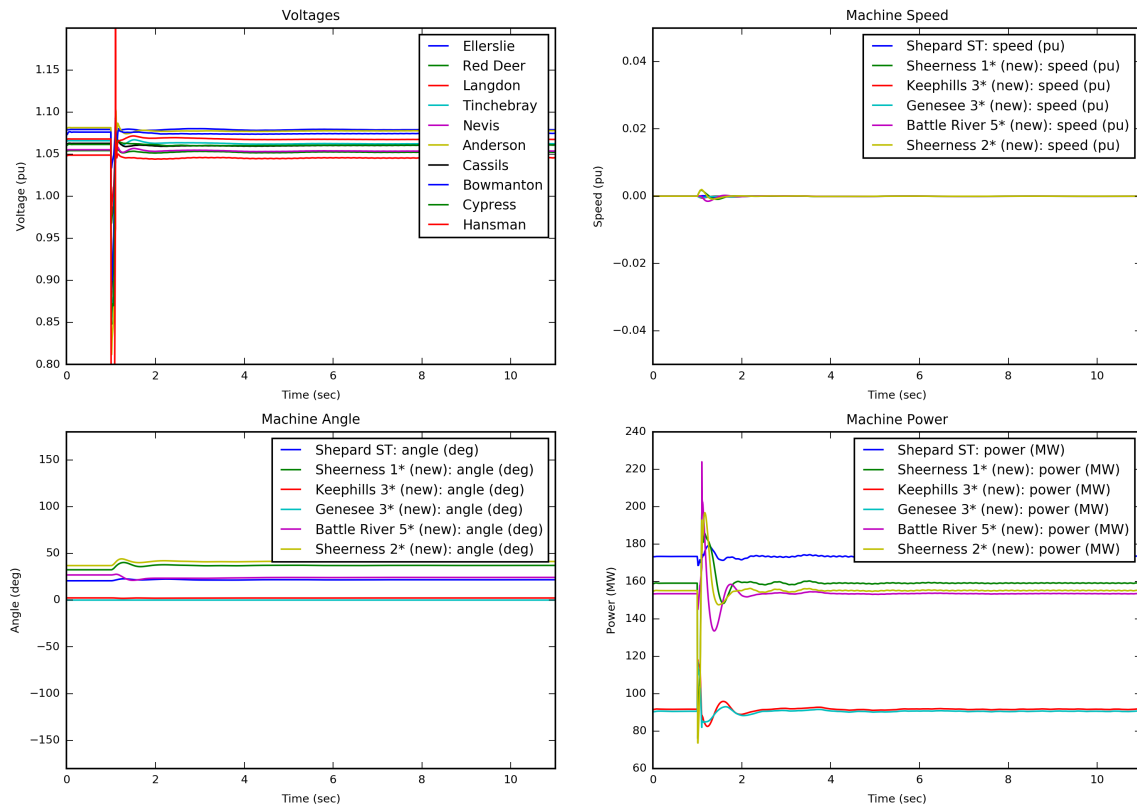 Voltages
1.15
1.10
1.05
1.00
0.95
0.90
0.85
0.80
Voltage (pu)
0
2
4
6
8
10
Time (sec)
Ellerslie
Red Deer
Langdon
Tinchebray
Nevis
Anderson
Cassils
Bowmanton
Cypress
Hansman
Machine Speed
0.04
0.02
0.00
−0.02
−0.04
Speed (pu)
0
2
4
6
8
10
Time (sec)
Shepard ST: speed (pu)
Sheerness 1* (new): speed (pu)
Keephills 3* (new): speed (pu)
Genesee 3* (new): speed (pu)
Battle River 5* (new): speed (pu)
Sheerness 2* (new): speed (pu)
Machine Angle
150
100
50
0
−50
−100
−150
Angle (deg)
0
2
4
6
8
10
Time (sec)
Shepard ST: angle (deg)
Sheerness 1* (new): angle (deg)
Keephills 3* (new): angle (deg)
Genesee 3* (new): angle (deg)
Battle River 5* (new): angle (deg)
Sheerness 2* (new): angle (deg)
Machine Power
240
220
200
180
160
140
120
100
80
60
Power (MW)
0
2
4
6
8
10
Time (sec)
Shepard ST: power (MW)
Sheerness 1* (new): power (MW)
Keephills 3* (new): power (MW)
Genesee 3* (new): power (MW)
Battle River 5* (new): power (MW)
Sheerness 2* (new): power (MW)